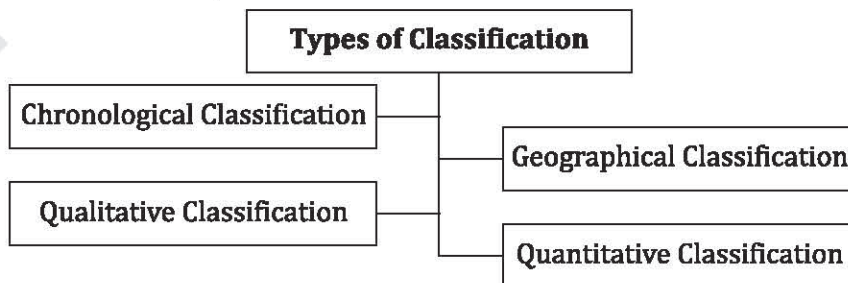 Types of Classification
Chronological Classification
Geographical Classification
Qualitative Classification
Quantitative Classification